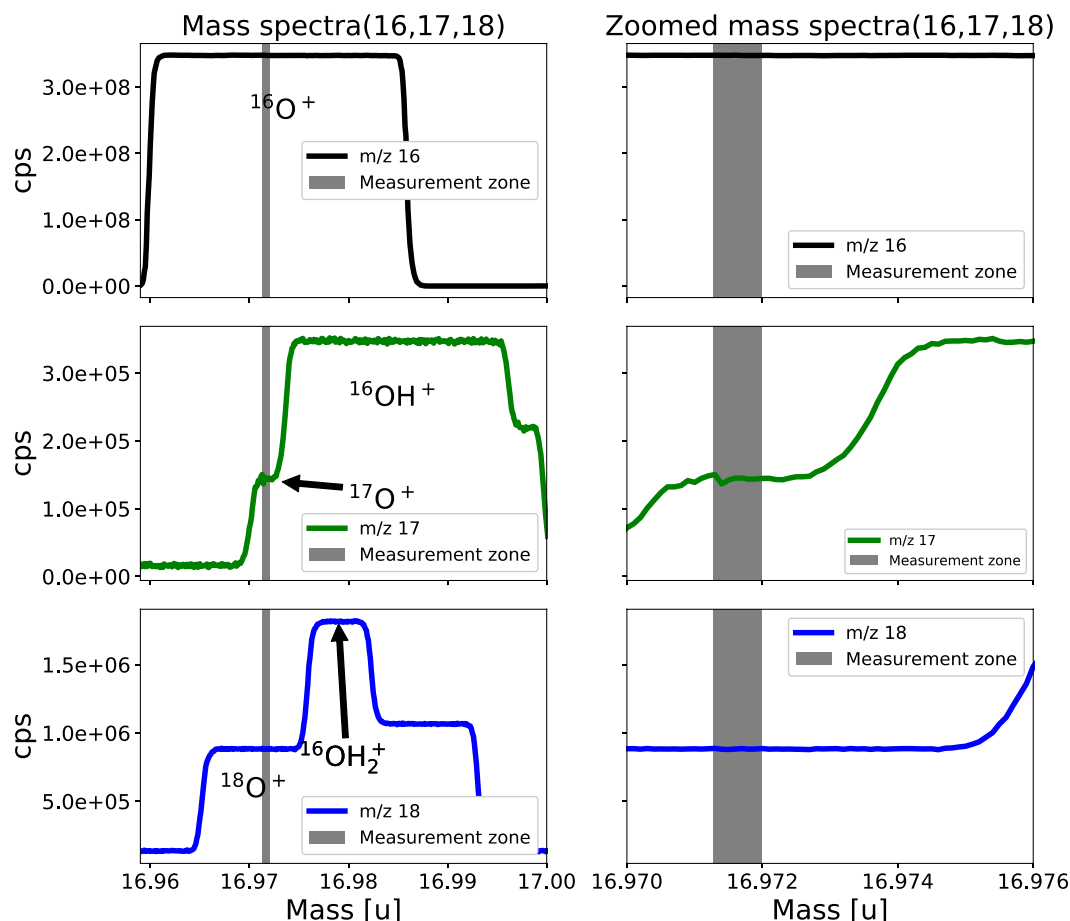 Mass spectra(16,17,18)
Zoomed mass spectra(16,17,18)
3.0e+08
2.0e+08
1.0e+08
0.0e+00
cps
¹⁶O⁺
m/z 16
Measurement zone
m/z 16
Measurement zone
3.0e+05
2.0e+05
1.0e+05
0.0e+00
cps
¹⁶OH⁺
¹⁷O⁺
m/z 17
Measurement zone
m/z 17
Measurement zone
1.5e+06
1.0e+06
5.0e+05
cps
¹⁶OH₂⁺
¹⁸O⁺
m/z 18
Measurement zone
m/z 18
Measurement zone
16.96 16.97 16.98 16.99 17.00
Mass [u]
16.970 16.972 16.974 16.976
Mass [u]